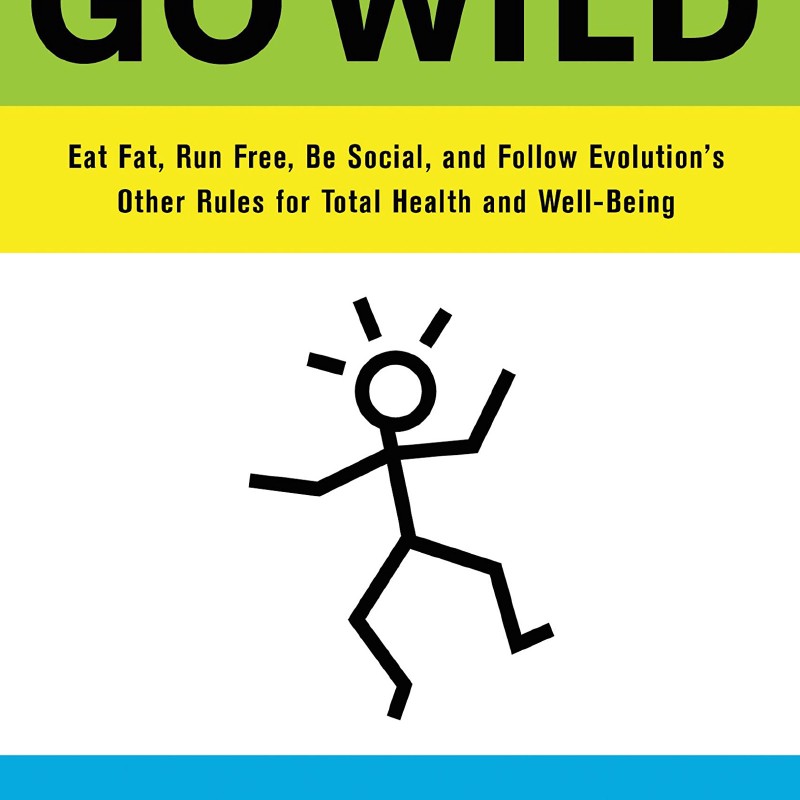 GO WILD
Eat Fat, Run Free, Be Social, and Follow Evolution's
Other Rules for Total Health and Well-Being